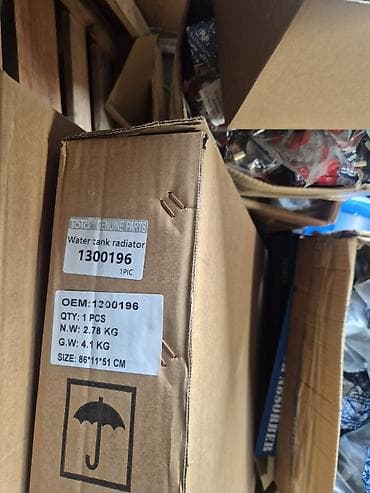 GENUINE PARTS
Water tank radiator
1300196
1PIC
OEM:1300196
QTY: 1 PCS
N.W: 2.78 KG
G.W: 4.1 KG
SIZE: 86*11*51 CM
ABSORBER